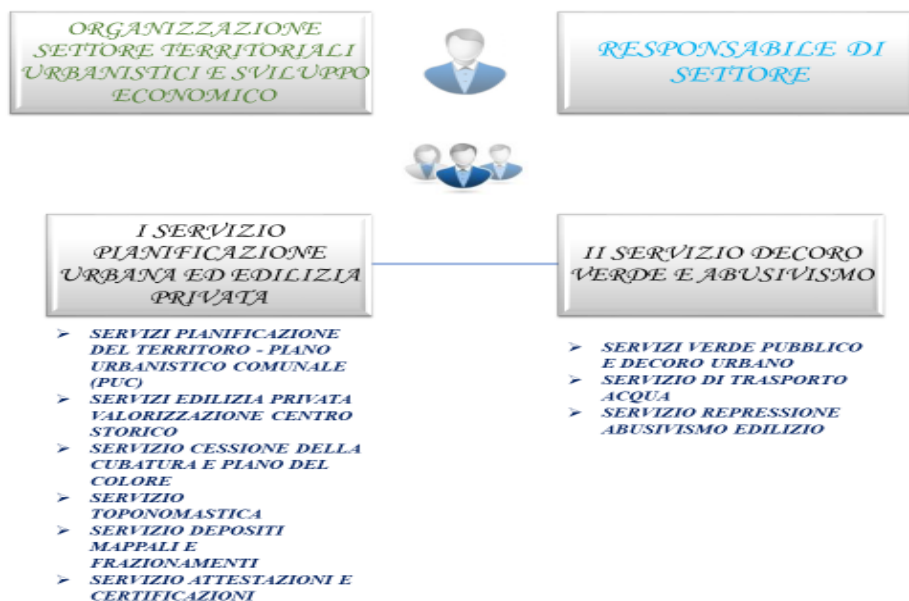 ORGANIZZAZIONE
SETTORE TERRITORIALI
URBANISTICI E SVILUPPO
ECONOMICO
RESPONSABILE DI
SETTORE
I SERVIZIO
PIANIFICAZIONE
URBANA ED EDILIZIA
PRIVATA
➢ SERVIZI PIANIFICAZIONE
DEL TERRITORO - PIANO
URBANISTICO COMUNALE
(PUC)
➢ SERVIZI EDILIZIA PRIVATA
VALORIZZAZIONE CENTRO
STORICO
➢ SERVIZIO CESSIONE DELLA
CUBATURA E PIANO DEL
COLORE
➢ SERVIZIO
TOPONOMASTICA
➢ SERVIZIO DEPOSITI
MAPPALI E
FRAZIONAMENTI
➢ SERVIZIO ATTESTAZIONI E
CERTIFICAZIONI
II SERVIZIO DECORO
VERDE E ABUSIVISMO
➢ SERVIZI VERDE PUBBLICO
E DECORO URBANO
➢ SERVIZIO DI TRASPORTO
ACQUA
➢ SERVIZIO REPRESSIONE
ABUSIVISMO EDILIZIO